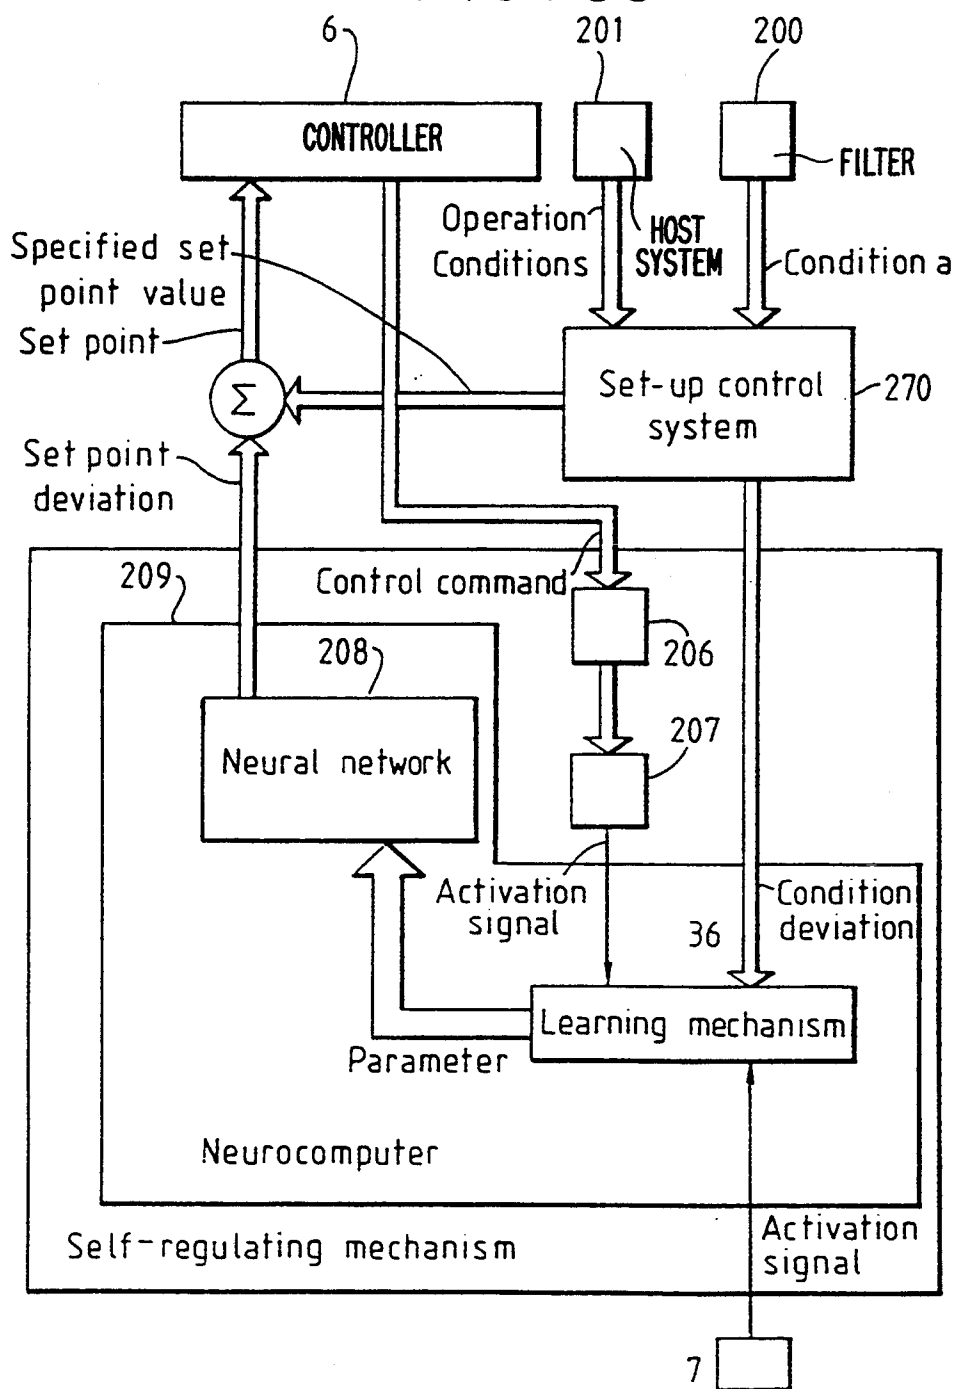 6
201
200
CONTROLLER
FILTER
Operation
Conditions
HOST
SYSTEM
Condition a
Specified set
point value
Set point
Σ
Set-up control
system
270
Set point
deviation
209
Control command
208
206
Neural network
207
Activation
signal
Condition
deviation
36
Learning mechanism
Parameter
Neurocomputer
Self-regulating mechanism
Activation
signal
7